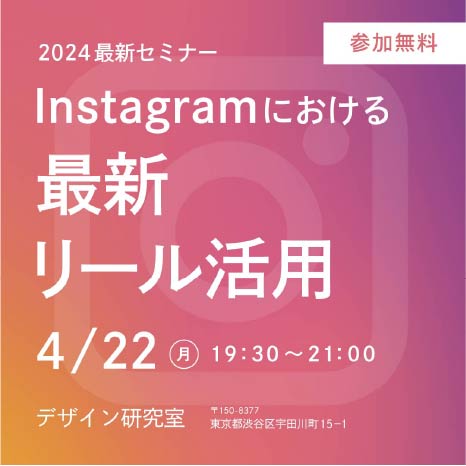 参加無料
2024最新セミナー
Instagramにおける
最新
リール活用
4/22 月 19:30〜21:00
デザイン研究室
〒150-8377
東京都渋谷区宇田川町15-1